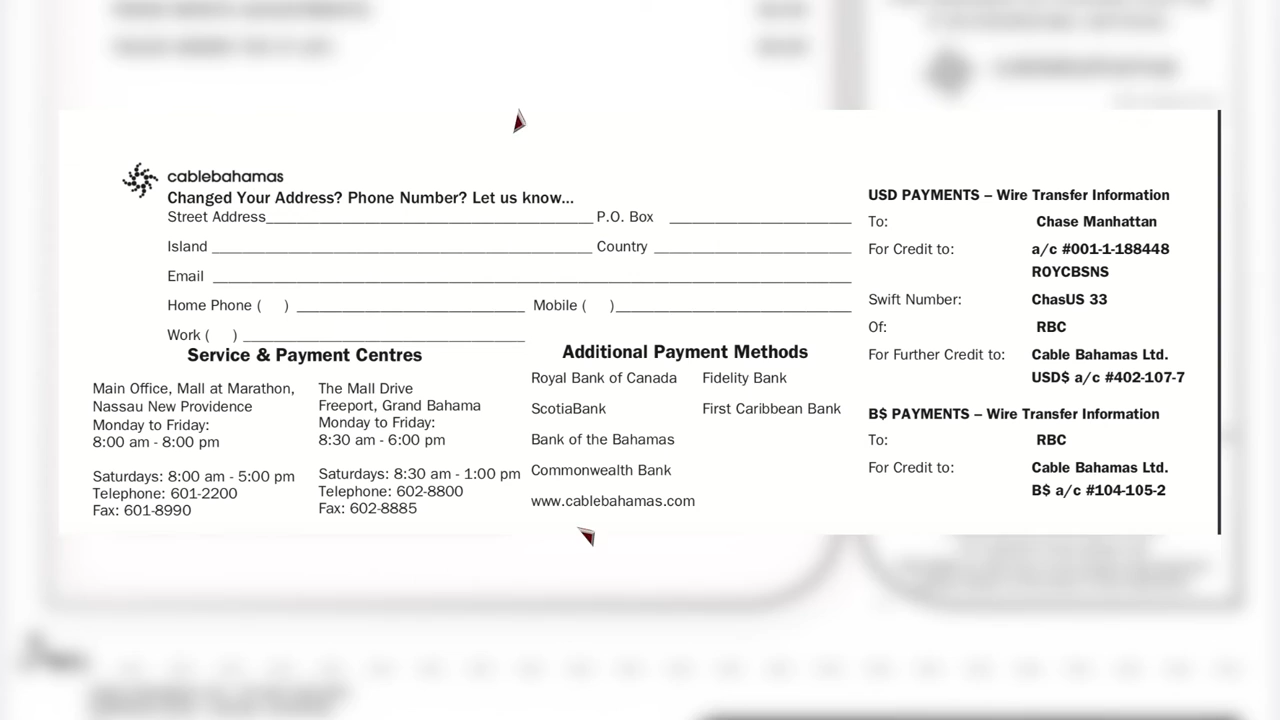 cablebahamas
Changed Your Address? Phone Number? Let us know...
Street Address P.O. Box
Island Country
Email
Home Phone ( ) Mobile ( )
Work ( )
Service & Payment Centres
Main Office, Mall at Marathon,
Nassau New Providence
Monday to Friday:
8:00 am - 8:00 pm
Saturdays: 8:00 am - 5:00 pm
Telephone: 601-2200
Fax: 601-8990
The Mall Drive
Freeport, Grand Bahama
Monday to Friday:
8:30 am - 6:00 pm
Saturdays: 8:30 am - 1:00 pm
Telephone: 602-8800
Fax: 602-8885
Additional Payment Methods
Royal Bank of Canada Fidelity Bank
ScotiaBank First Caribbean Bank
Bank of the Bahamas
Commonwealth Bank
www.cablebahamas.com
USD PAYMENTS – Wire Transfer Information
To: Chase Manhattan
For Credit to: a/c #001-1-188448
ROYCBSNS
Swift Number: ChasUS 33
Of: RBC
For Further Credit to: Cable Bahamas Ltd.
USD$ a/c #402-107-7
B$ PAYMENTS – Wire Transfer Information
To: RBC
For Credit to: Cable Bahamas Ltd.
B$ a/c #104-105-2